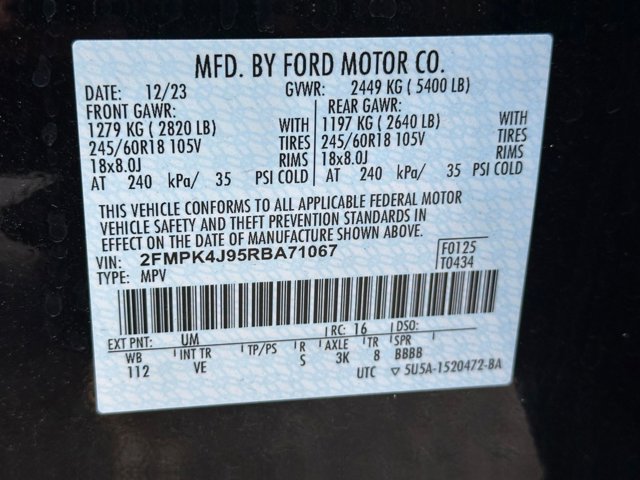 MFD. BY FORD MOTOR CO.
DATE: 12/23 GVWR: 2449 KG ( 5400 LB)
FRONT GAWR: REAR GAWR:
1279 KG ( 2820 LB) WITH 1197 KG ( 2640 LB) WITH
245/60R18 105V TIRES 245/60R18 105V TIRES
18x8.0J RIMS 18x8.0J RIMS
AT 240 kPa/ 35 PSI COLD AT 240 kPa/ 35 PSI COLD
THIS VEHICLE CONFORMS TO ALL APPLICABLE FEDERAL MOTOR
VEHICLE SAFETY AND THEFT PREVENTION STANDARDS IN
EFFECT ON THE DATE OF MANUFACTURE SHOWN ABOVE.
VIN: 2FMPK4J95RBA71067 F0125
TYPE: MPV T0434
EXT PNT: UM RC: 16 DSO:
WB INT TR TP/PS R AXLE TR SPR
112 VE S 3K 8 BBBB
UTC ▽ 5U5A-1520472-BA